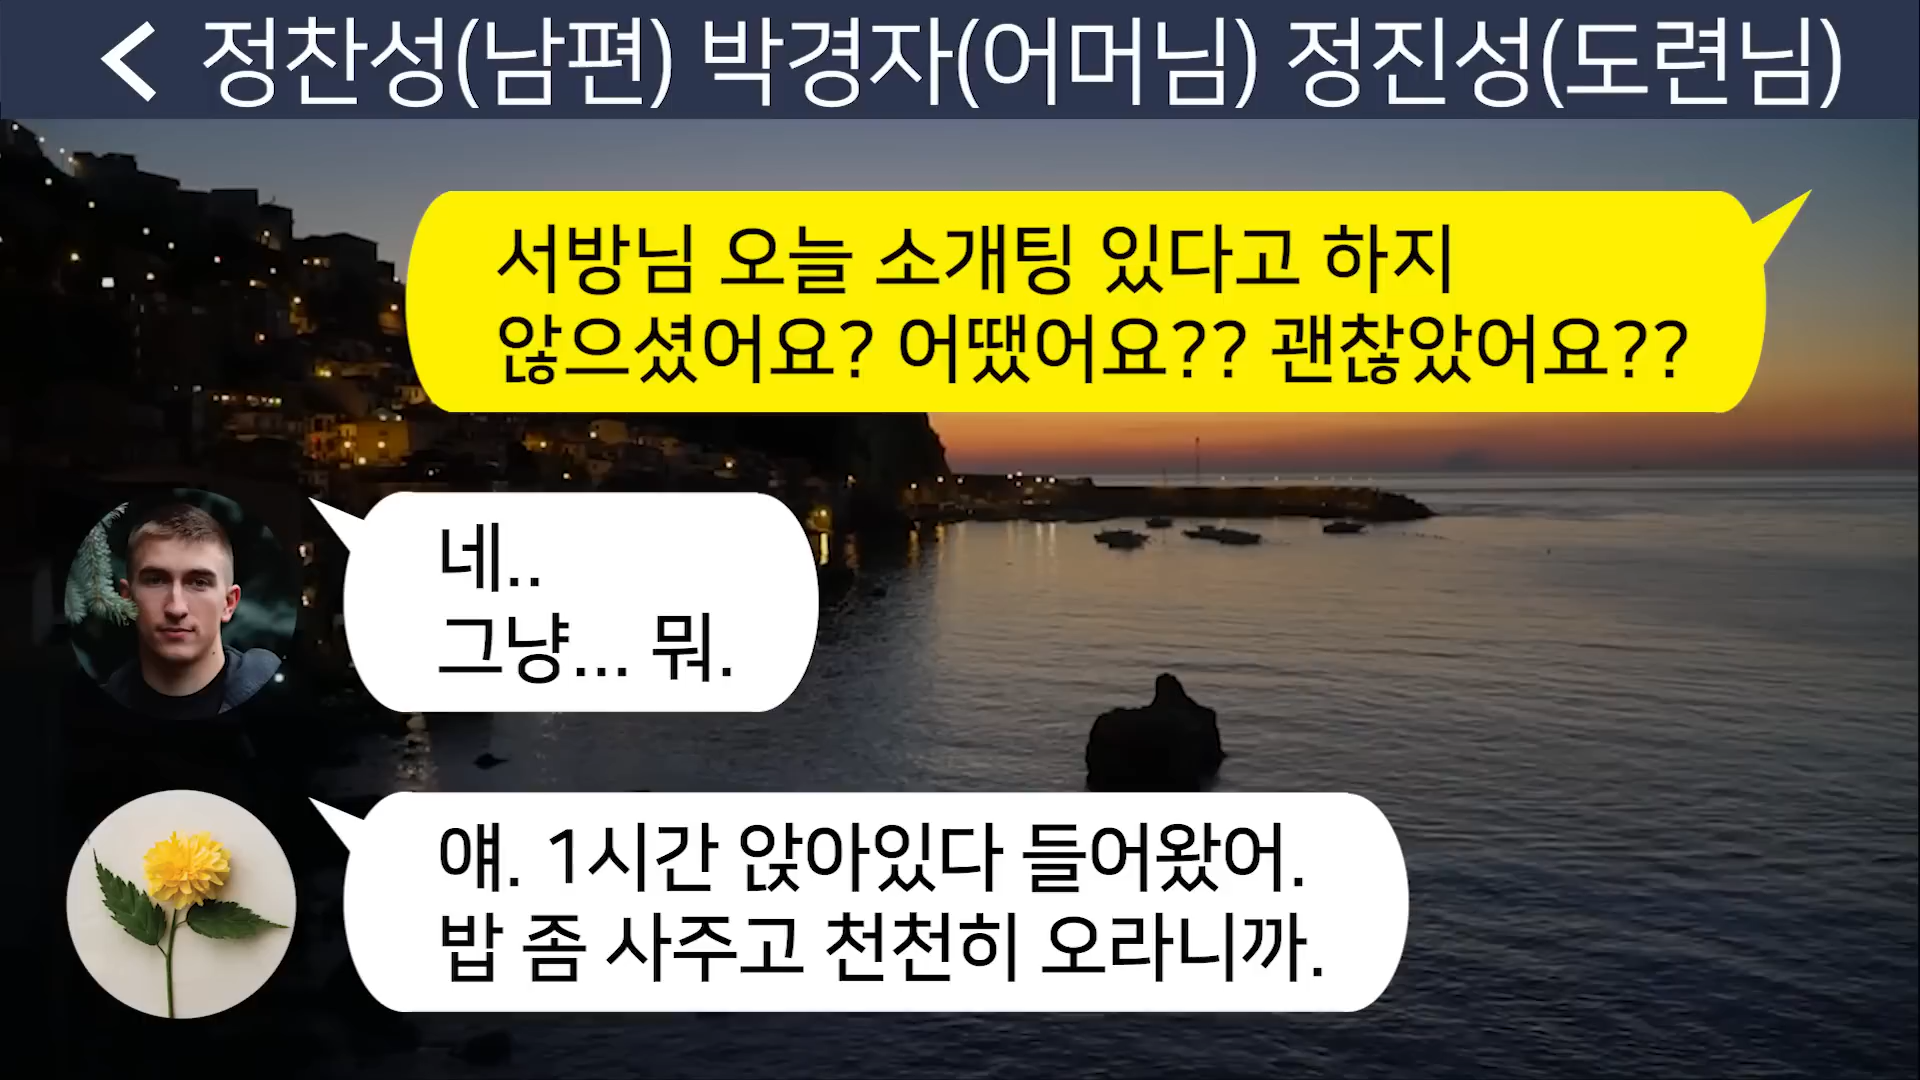 정찬성(남편) 박경자(어머님) 정진성(도련님)
서방님 오늘 소개팅 있다고 하지
않으셨어요? 어땠어요?? 괜찮았어요??
네..
그냥... 뭐.
얘. 1시간 앉아있다 들어왔어.
밥 좀 사주고 천천히 오라니까.